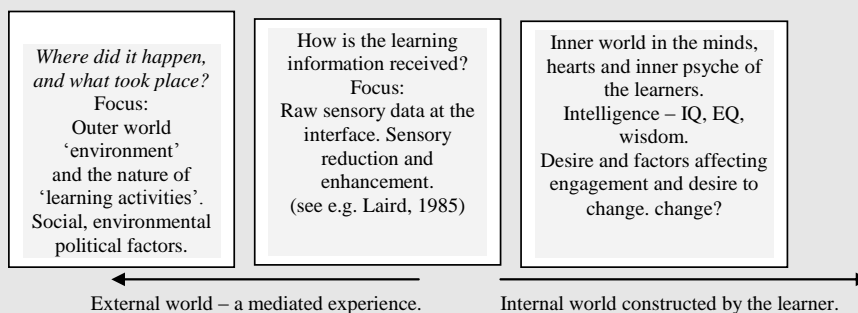 Where did it happen,
and what took place?
Focus:
Outer world
‘environment’
and the nature of
‘learning activities’.
Social, environmental
political factors.
How is the learning
information received?
Focus:
Raw sensory data at the
interface. Sensory
reduction and
enhancement.
(see e.g. Laird, 1985)
Inner world in the minds,
hearts and inner psyche of
the learners.
Intelligence – IQ, EQ,
wisdom.
Desire and factors affecting
engagement and desire to
change. change?
External world – a mediated experience.
Internal world constructed by the learner.